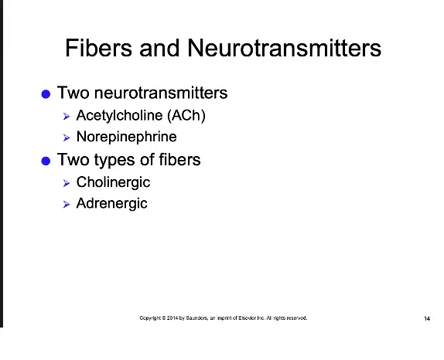 Fibers and Neurotransmitters
● Two neurotransmitters
➢ Acetylcholine (ACh)
➢ Norepinephrine
● Two types of fibers
➢ Cholinergic
➢ Adrenergic
Copyright © 2014 by Saunders, an imprint of Elsevier Inc. All rights reserved.
14